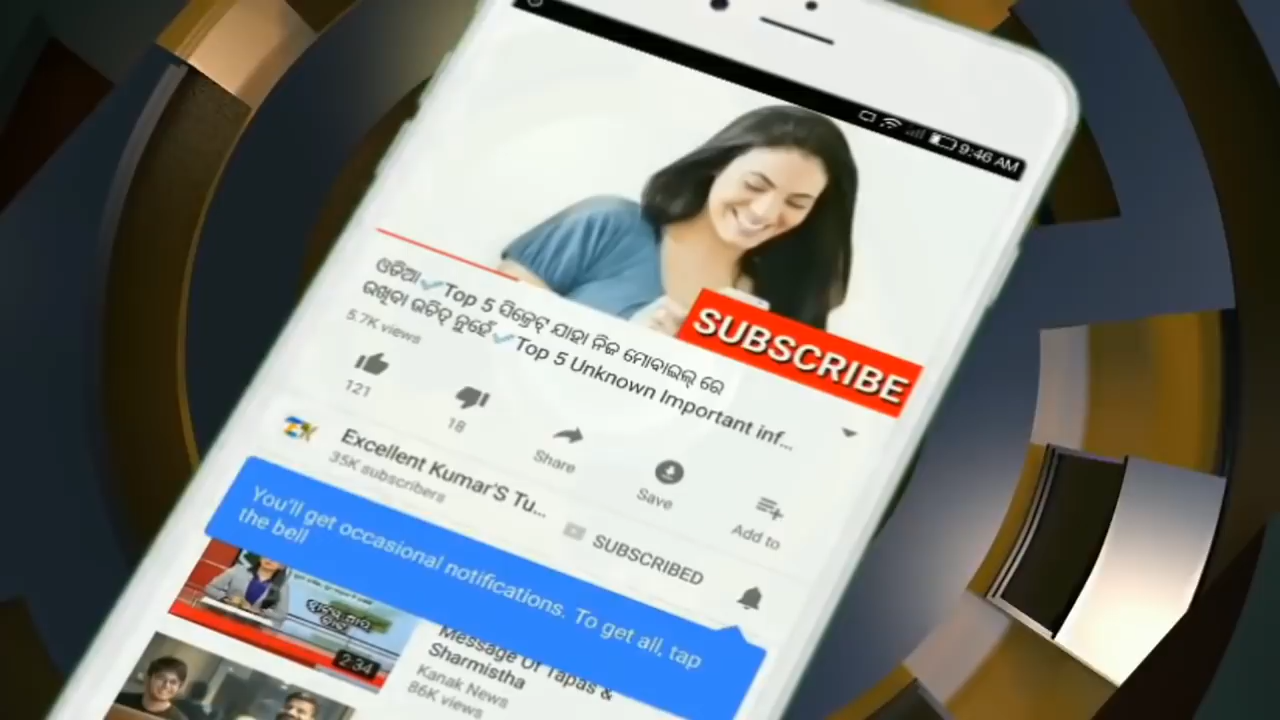 9:46 AM
SUBSCRIBE
ଓଡିଆ✓Top 5 ସିକ୍ରେଟ୍ ଯାହା ନିଜ ମୋବାଇଲ୍ ରେ
ରଖିବା ଉଚିତ୍ ନୁହେଁ✓Top 5 Unknown Important inf...
5.7K views
121
18
Share
Save
Add to
Excellent Kumar'S Tu...
35K subscribers
SUBSCRIBED
You'll get occasional notifications. To get all, tap
the bell
2:34
Message Of Tapas &
Sharmistha
Kanak News
86K views